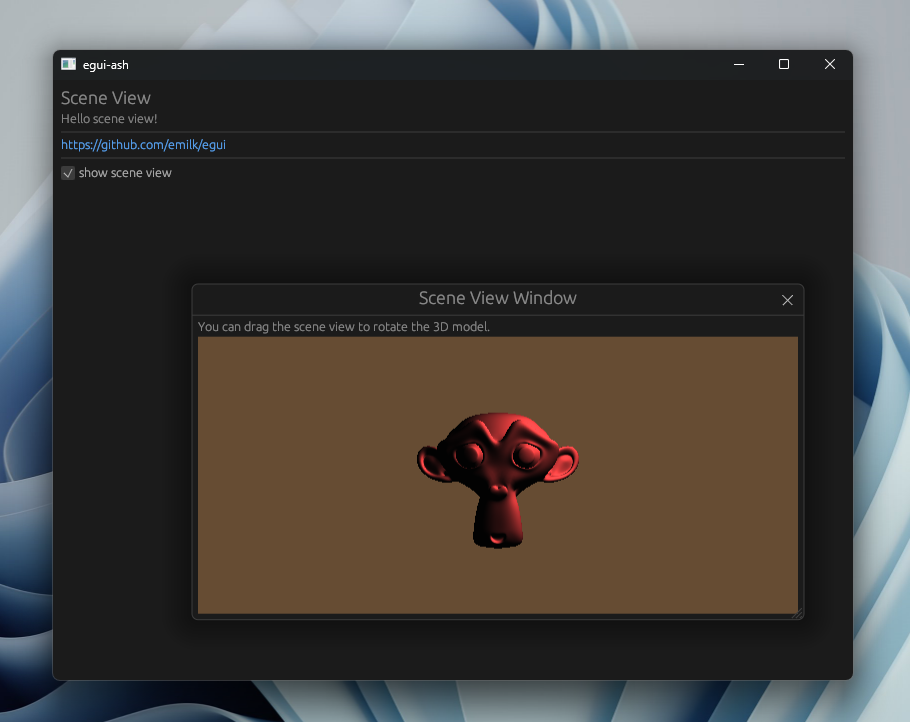 egui-ash
Scene View
Hello scene view!
https://github.com/emilk/egui
show scene view
Scene View Window
You can drag the scene view to rotate the 3D model.